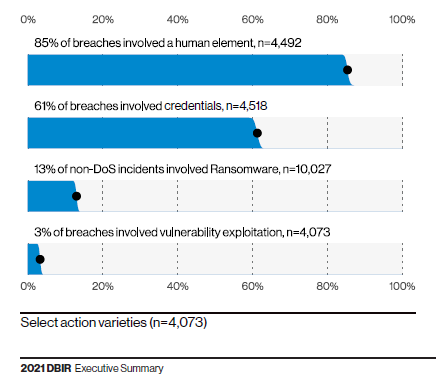 0% 20% 40% 60% 80% 100%
85% of breaches involved a human element, n=4,492
61% of breaches involved credentials, n=4,518
13% of non-DoS incidents involved Ransomware, n=10,027
3% of breaches involved vulnerability exploitation, n=4,073
0% 20% 40% 60% 80% 100%
Select action varieties (n=4,073)
2021 DBIR Executive Summary